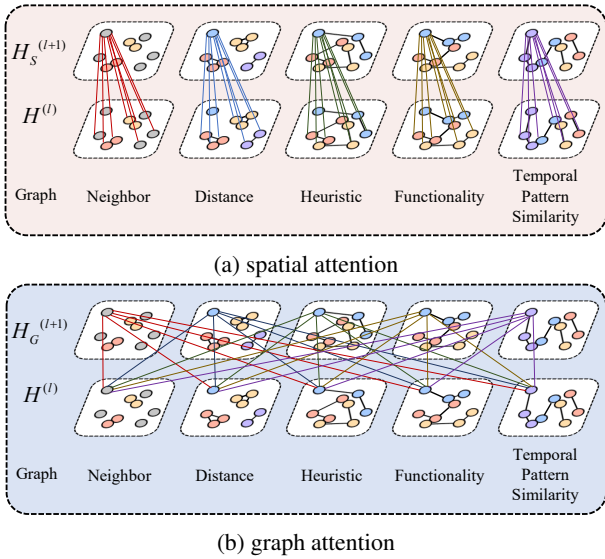 H_S^{(l+1)}
H^{(l)}
Graph Neighbor Distance Heuristic Functionality Temporal Pattern Similarity
(a) spatial attention
H_G^{(l+1)}
H^{(l)}
Graph Neighbor Distance Heuristic Functionality Temporal Pattern Similarity
(b) graph attention